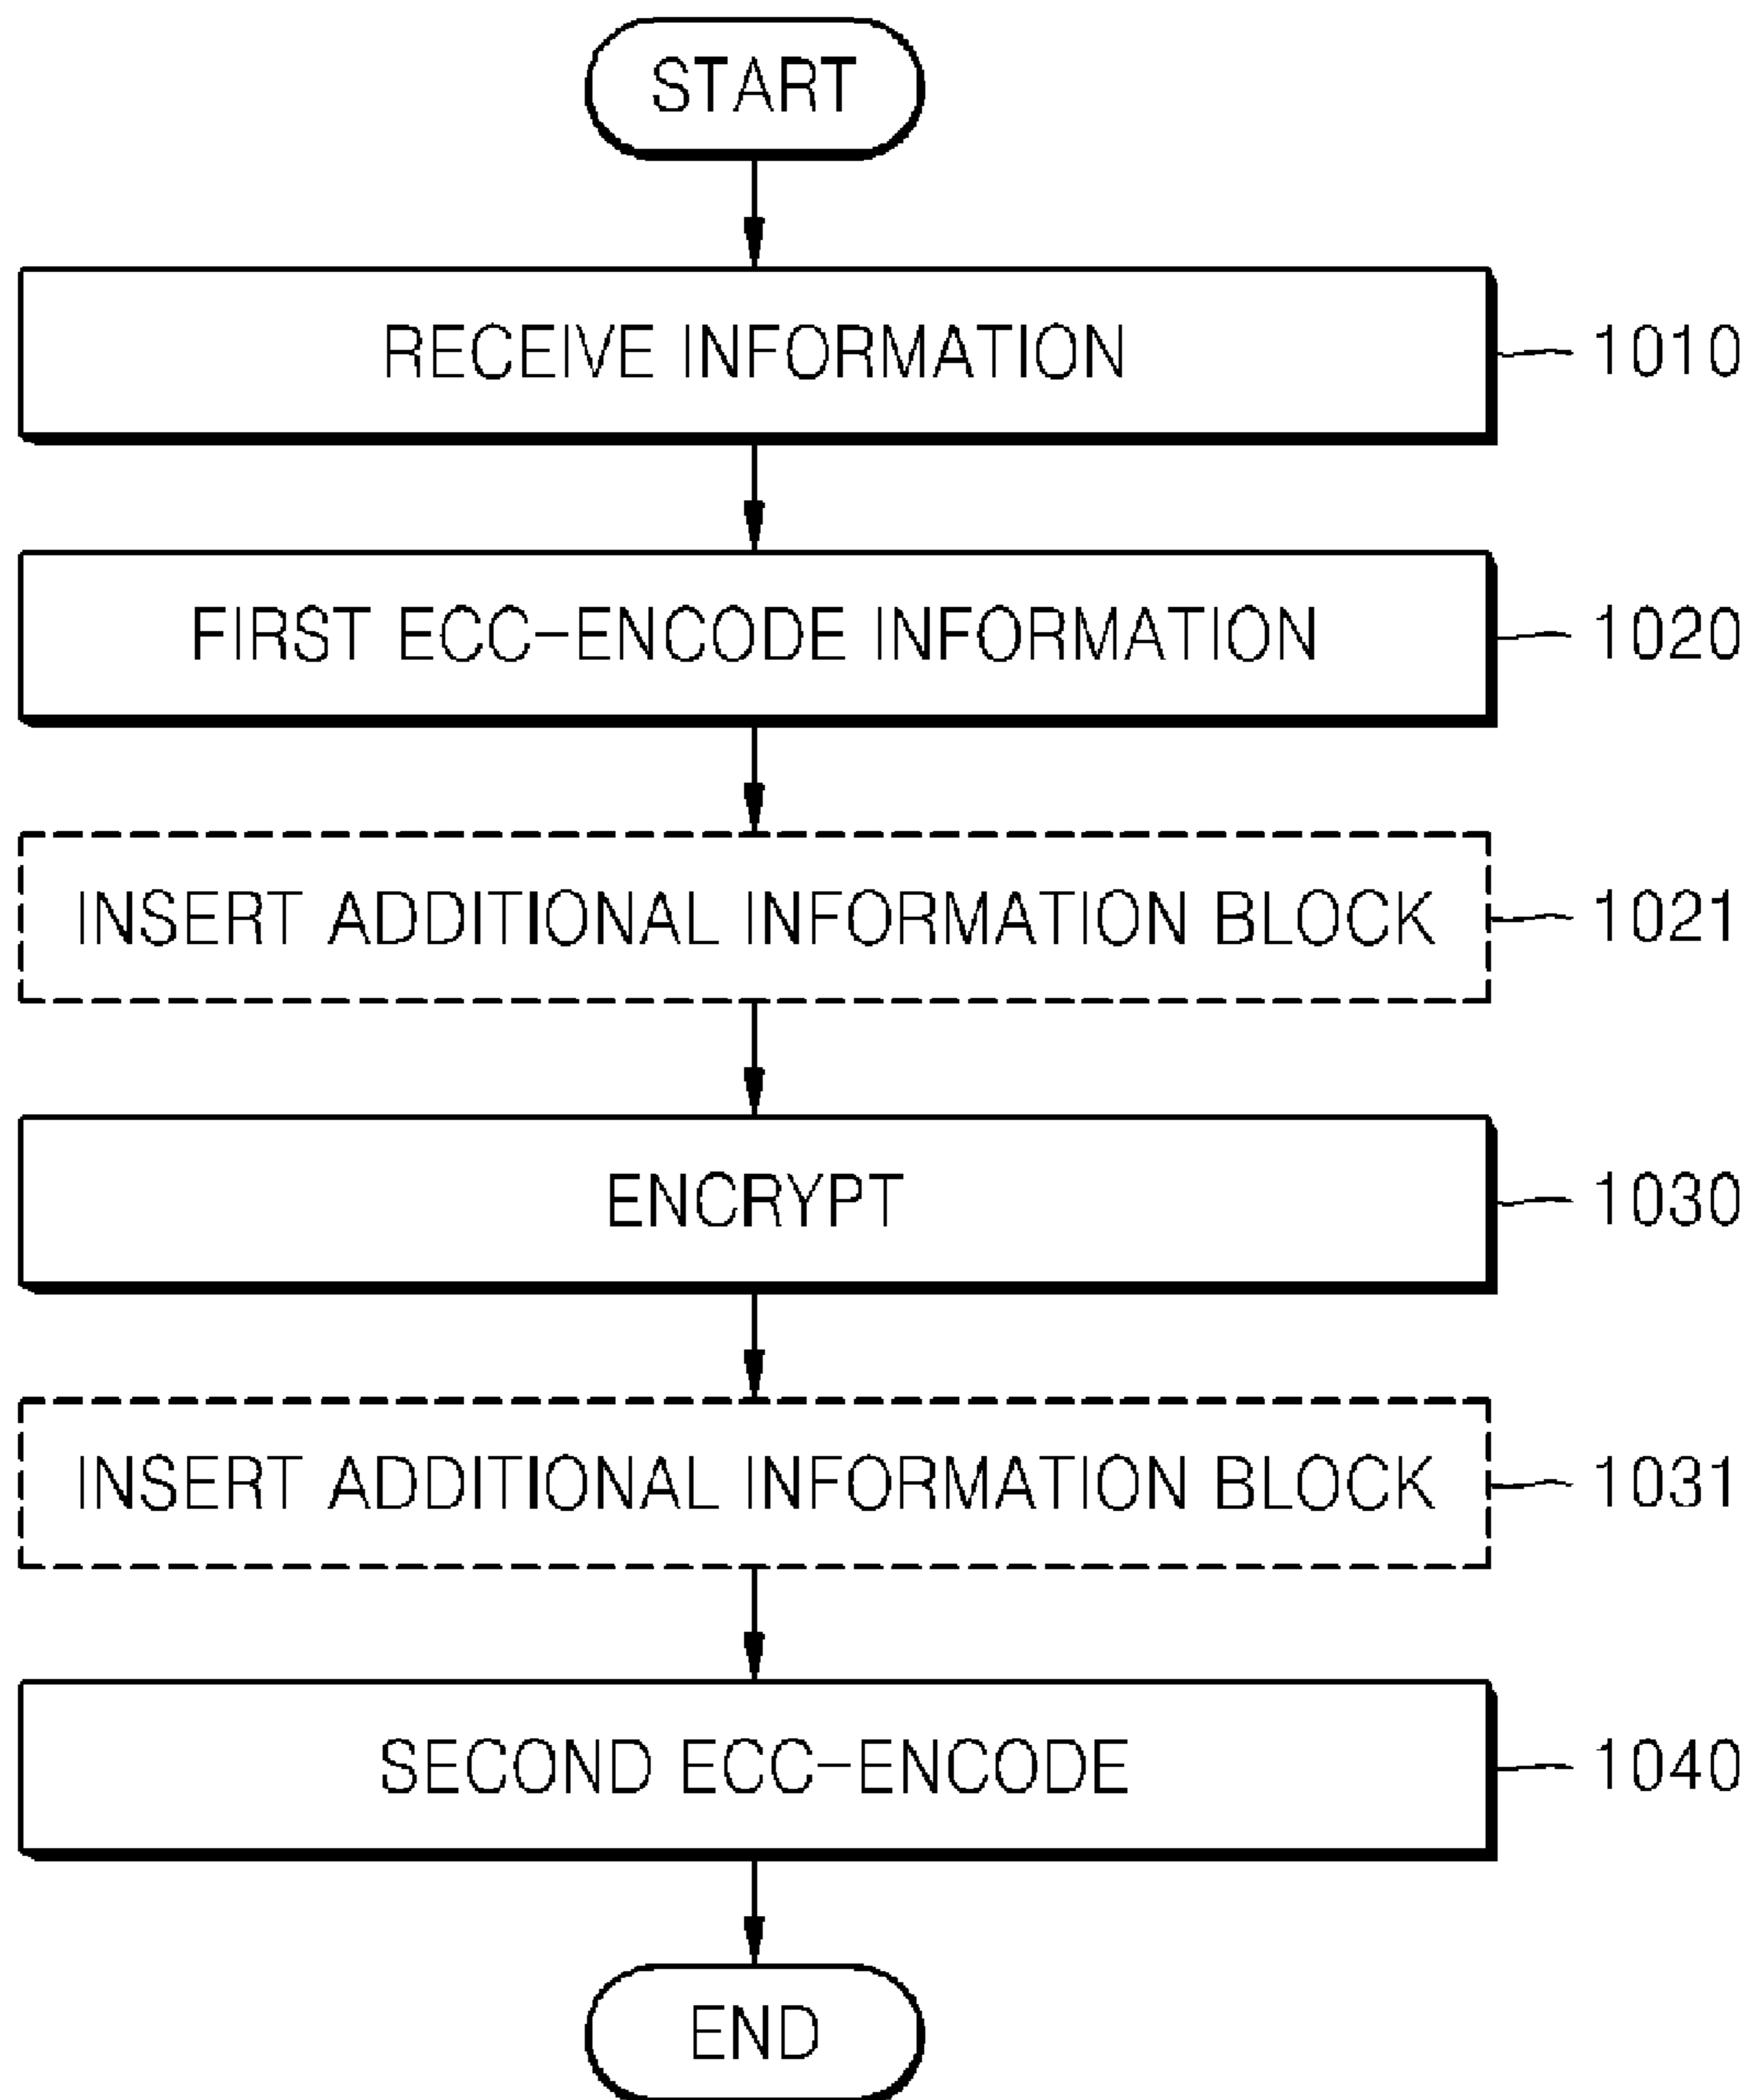 START
RECEIVE INFORMATION
1010
FIRST ECC-ENCODE INFORMATION
1020
INSERT ADDITIONAL INFORMATION BLOCK
1021
ENCRYPT
1030
INSERT ADDITIONAL INFORMATION BLOCK
1031
SECOND ECC-ENCODE
1040
END